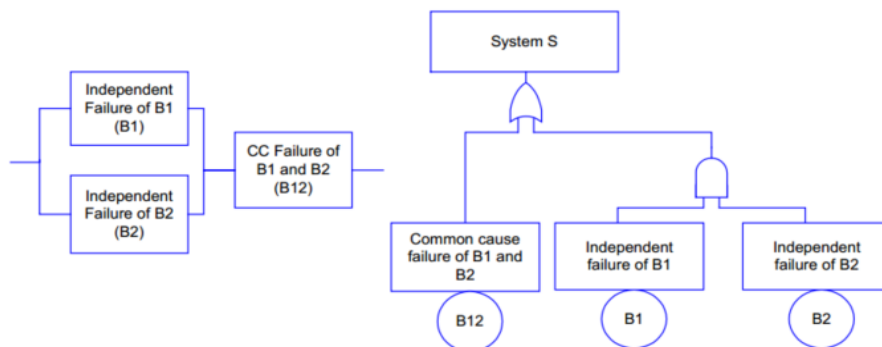 Independent
Failure of B1
(B1)
Independent
Failure of B2
(B2)
CC Failure of
B1 and B2
(B12)
System S
Common cause
failure of B1 and
B2
Independent
failure of B1
Independent
failure of B2
B12
B1
B2